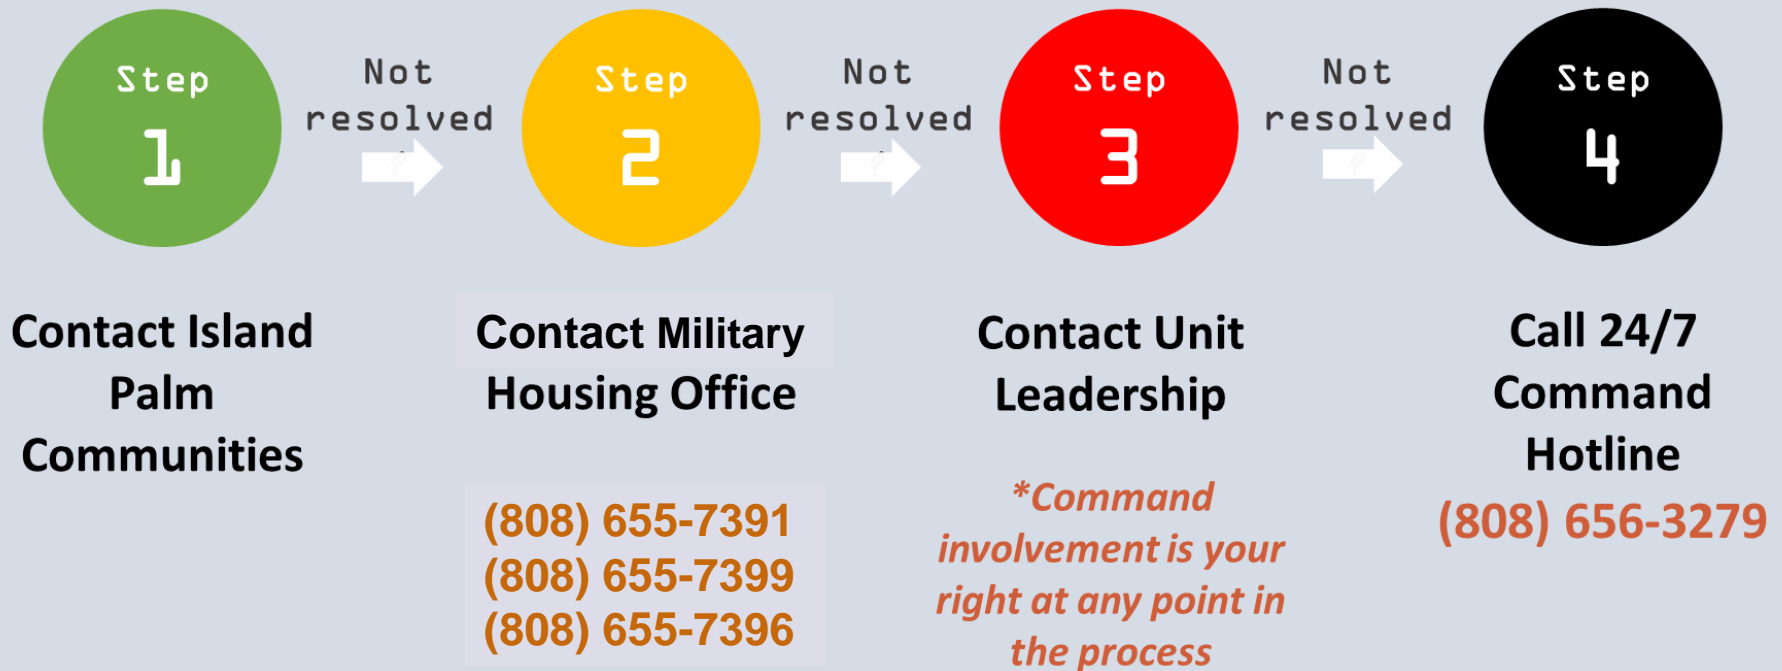 Step
1
Not
resolved
?
Step
2
Not
resolved
?
Step
3
Not
resolved
?
Step
4
Contact Island
Palm
Communities
Contact Military
Housing Office
(808) 655-7391
(808) 655-7399
(808) 655-7396
Contact Unit
Leadership
*Command
involvement is your
right at any point in
the process
Call 24/7
Command
Hotline
(808) 656-3279